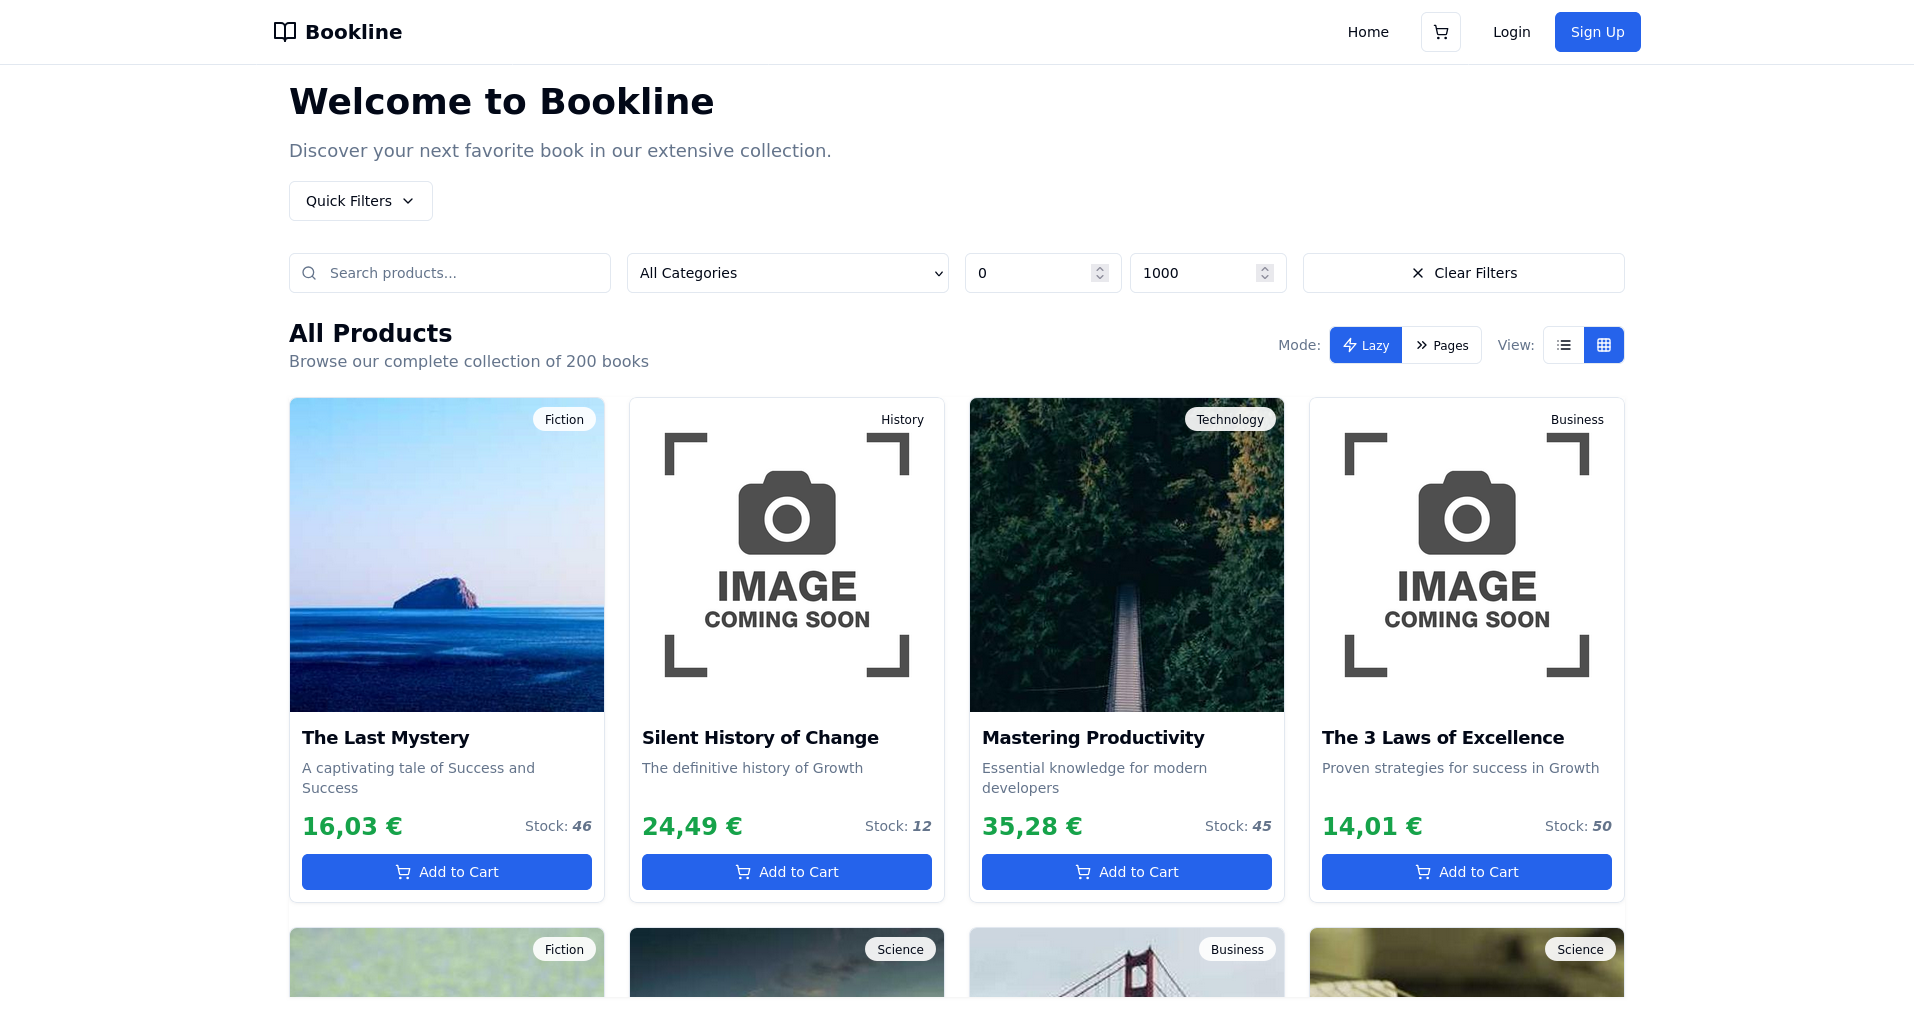 Bookline
Home
Login
Sign Up
Welcome to Bookline
Discover your next favorite book in our extensive collection.
Quick Filters
Search products...
All Categories
0
1000
Clear Filters
All Products
Browse our complete collection of 200 books
Mode:
Lazy
Pages
View:
Fiction
The Last Mystery
A captivating tale of Success and
Success
16,03 €
Stock: 46
Add to Cart
History
IMAGE
COMING SOON
Silent History of Change
The definitive history of Growth
24,49 €
Stock: 12
Add to Cart
Technology
Mastering Productivity
Essential knowledge for modern
developers
35,28 €
Stock: 45
Add to Cart
Business
IMAGE
COMING SOON
The 3 Laws of Excellence
Proven strategies for success in Growth
14,01 €
Stock: 50
Add to Cart
Fiction
Science
Business
Science